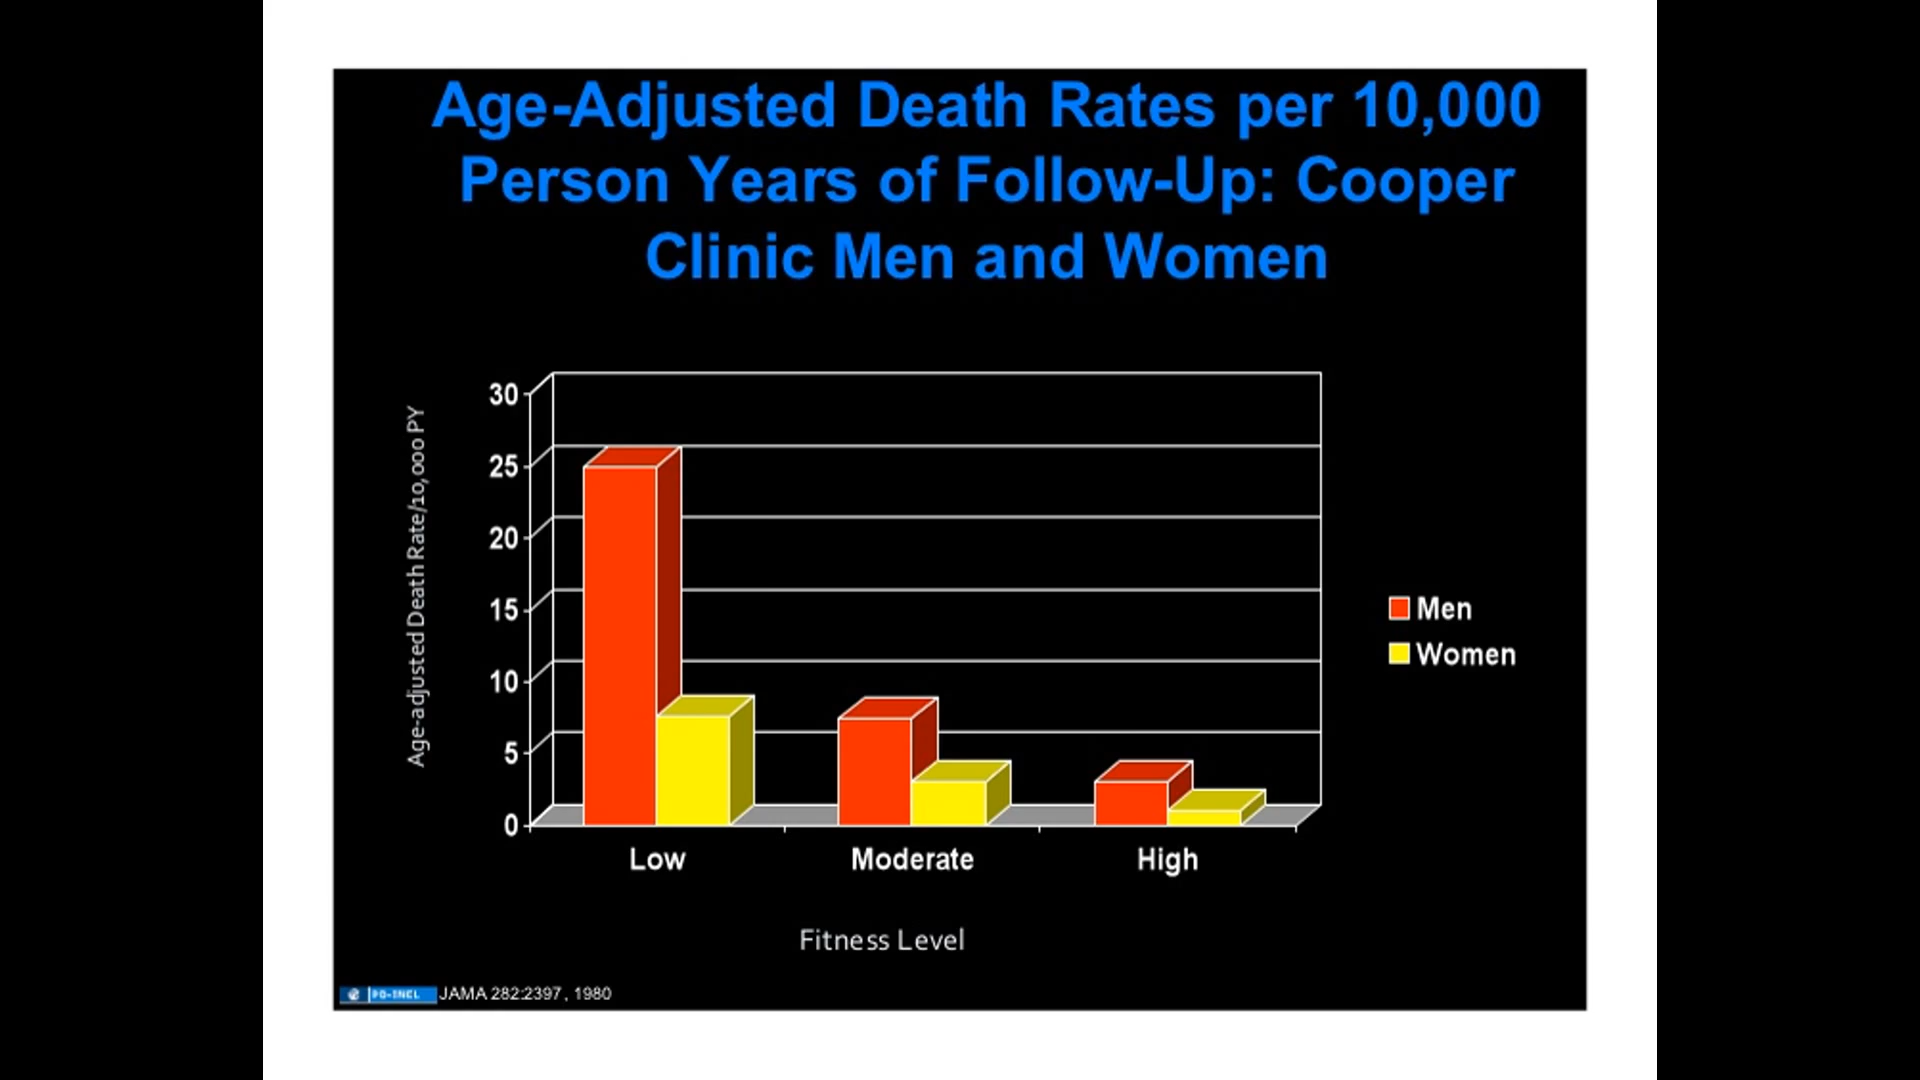 Age-Adjusted Death Rates per 10,000
Person Years of Follow-Up: Cooper
Clinic Men and Women
Age-adjusted Death Rate/10,000 PY
30
25
20
15
10
5
0
Low
Moderate
High
Men
Women
Fitness Level
JAMA 282:2397, 1980